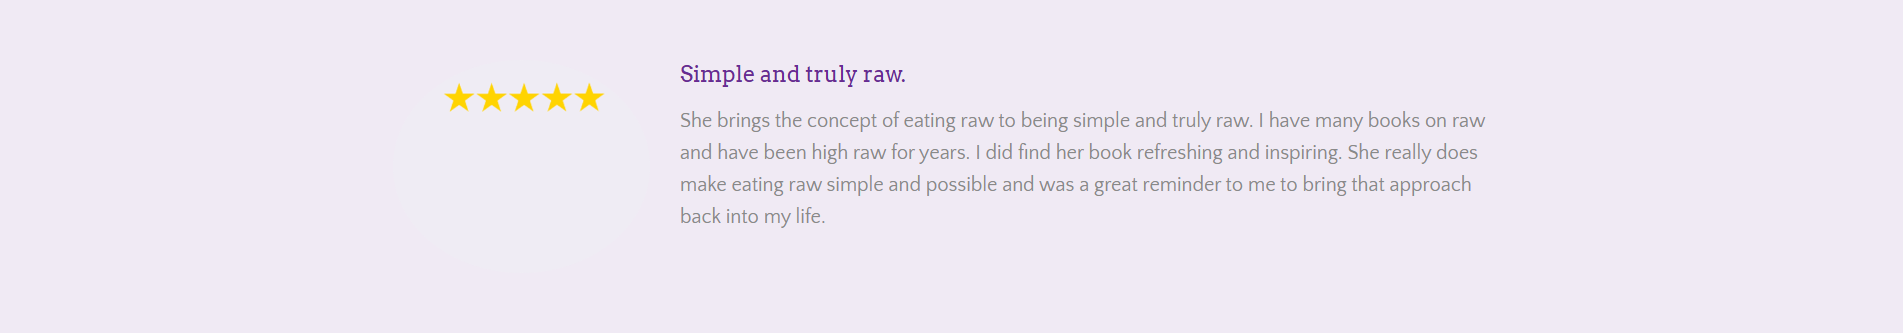 Simple and truly raw.
She brings the concept of eating raw to being simple and truly raw. I have many books on raw
and have been high raw for years. I did find her book refreshing and inspiring. She really does
make eating raw simple and possible and was a great reminder to me to bring that approach
back into my life.